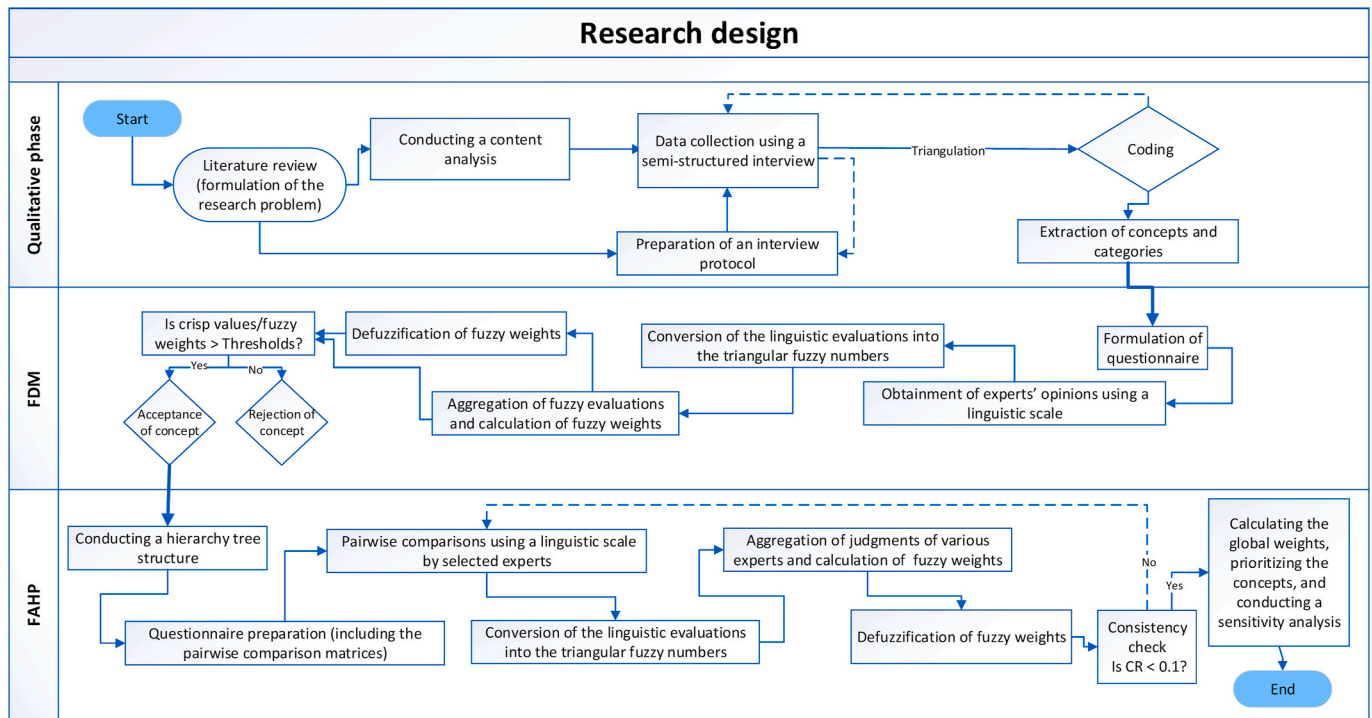 Research design
Qualitative phase
Start
Literature review
(formulation of the
research problem)
Conducting a content
analysis
Data collection using a
semi-structured interview
Triangulation
Coding
Preparation of an interview
protocol
Extraction of concepts and
categories
FDM
Is crisp values/fuzzy
weights > Thresholds?
Yes
No
Acceptance
of concept
Rejection of
concept
Defuzzification of fuzzy weights
Aggregation of fuzzy evaluations
and calculation of fuzzy weights
Conversion of the linguistic evaluations into
the triangular fuzzy numbers
Obtainment of experts’ opinions using a
linguistic scale
Formulation of
questionnaire
FAHP
Conducting a hierarchy tree
structure
Questionnaire preparation (including the
pairwise comparison matrices)
Pairwise comparisons using a linguistic scale
by selected experts
Conversion of the linguistic evaluations
into the triangular fuzzy numbers
Aggregation of judgments of various
experts and calculation of fuzzy weights
Defuzzification of fuzzy weights
Consistency
check
Is CR < 0.1?
No
Yes
Calculating the
global weights,
prioritizing the
concepts, and
conducting a
sensitivity analysis
End